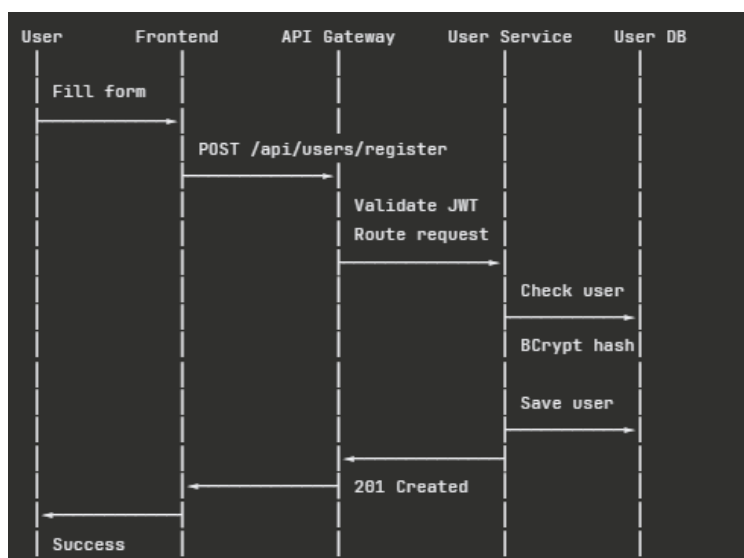 User Frontend API Gateway User Service User DB
Fill form
POST /api/users/register
Validate JWT
Route request
Check user
BCrypt hash
Save user
201 Created
Success